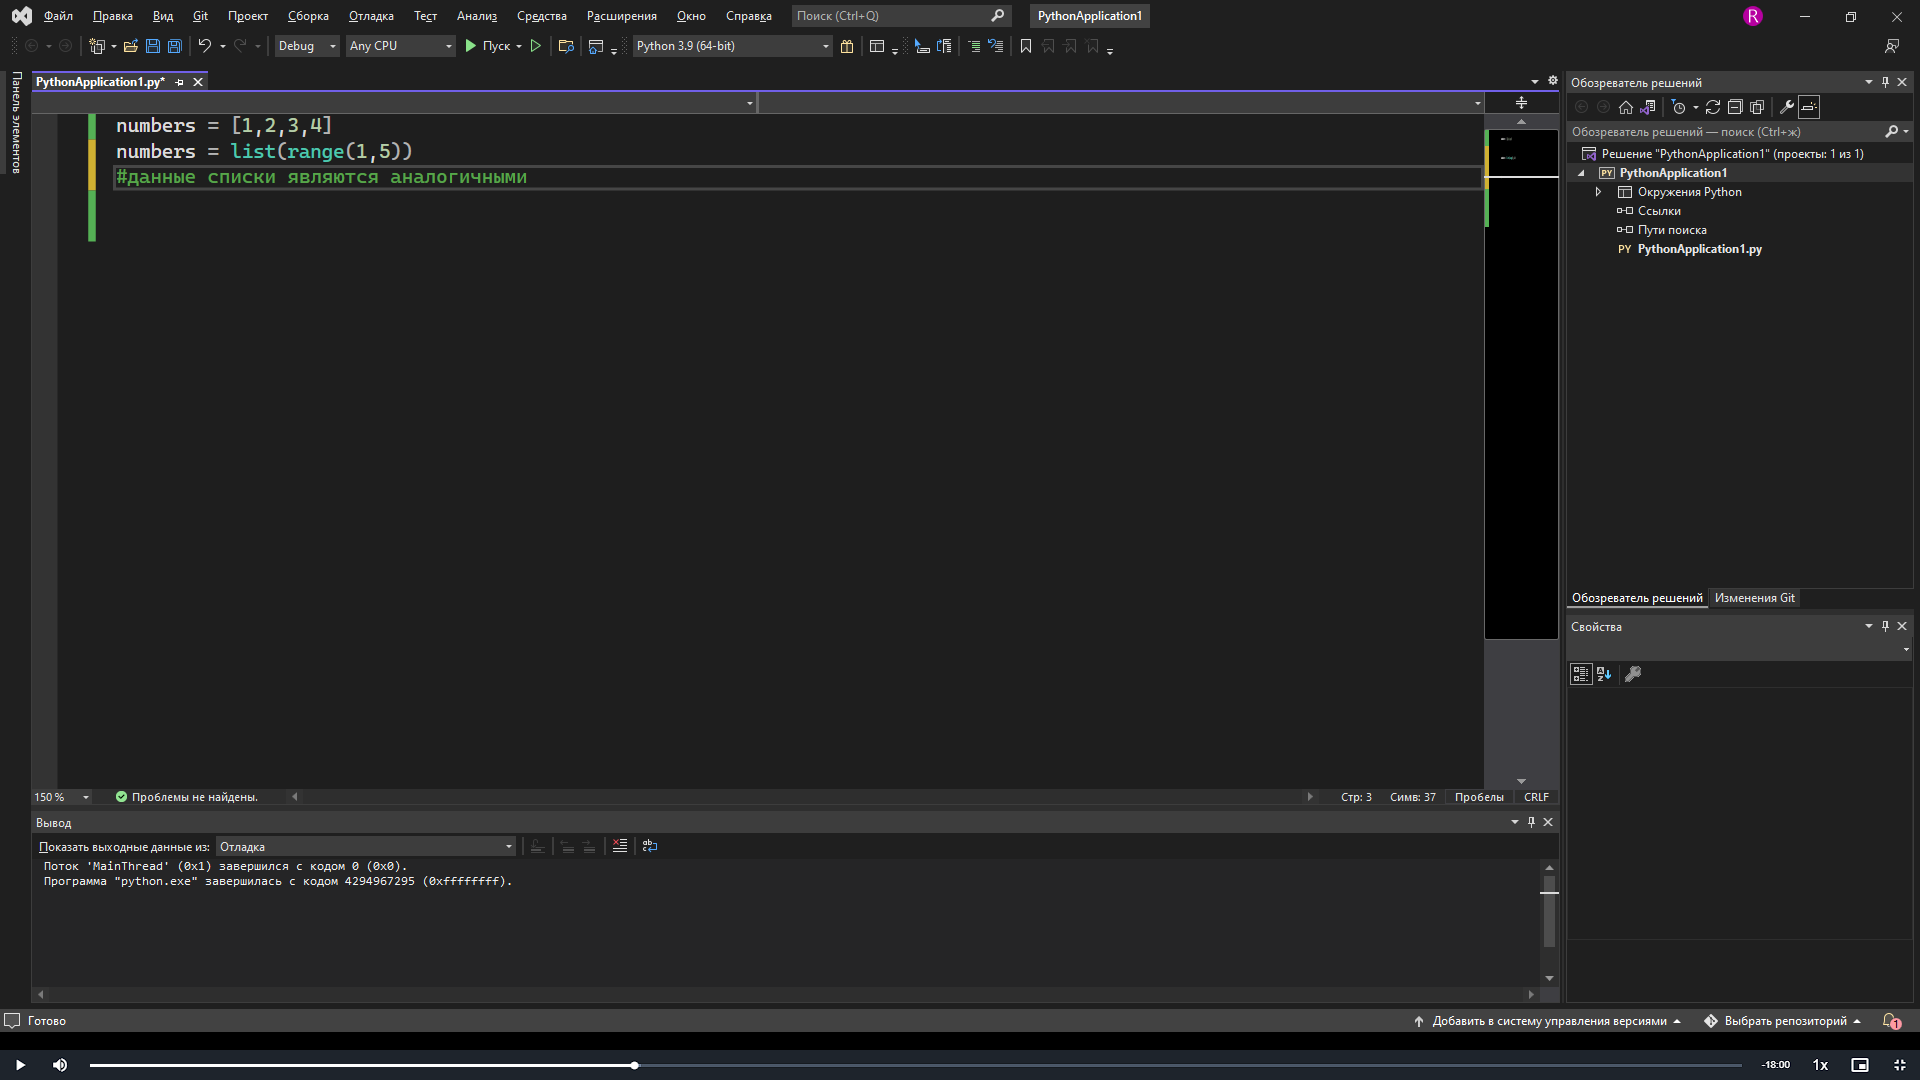 Файл Правка Вид Git Проект Сборка Отладка Тест Анализ Средства Расширения Окно Справка Поиск (Ctrl+Q) PythonApplication1 R
Debug Any CPU Пуск Python 3.9 (64-bit)
Панель элементов
PythonApplication1.py*
numbers = [1,2,3,4]
numbers = list(range(1,5))
#данные списки являются аналогичными
150 % Проблемы не найдены. Стр: 3 Симв: 37 Пробелы CRLF
Вывод
Показать выходные данные из: Отладка
Поток 'MainThread' (0x1) завершился с кодом 0 (0x0).
Программа "python.exe" завершилась с кодом 4294967295 (0xffffffff).
Обозреватель решений
Обозреватель решений — поиск (Ctrl+ж)
Решение "PythonApplication1" (проекты: 1 из 1)
PY PythonApplication1
Окружения Python
Ссылки
Пути поиска
PY PythonApplication1.py
Обозреватель решений Изменения Git
Свойства
Готово Добавить в систему управления версиями Выбрать репозиторий 1
-18:00 1x